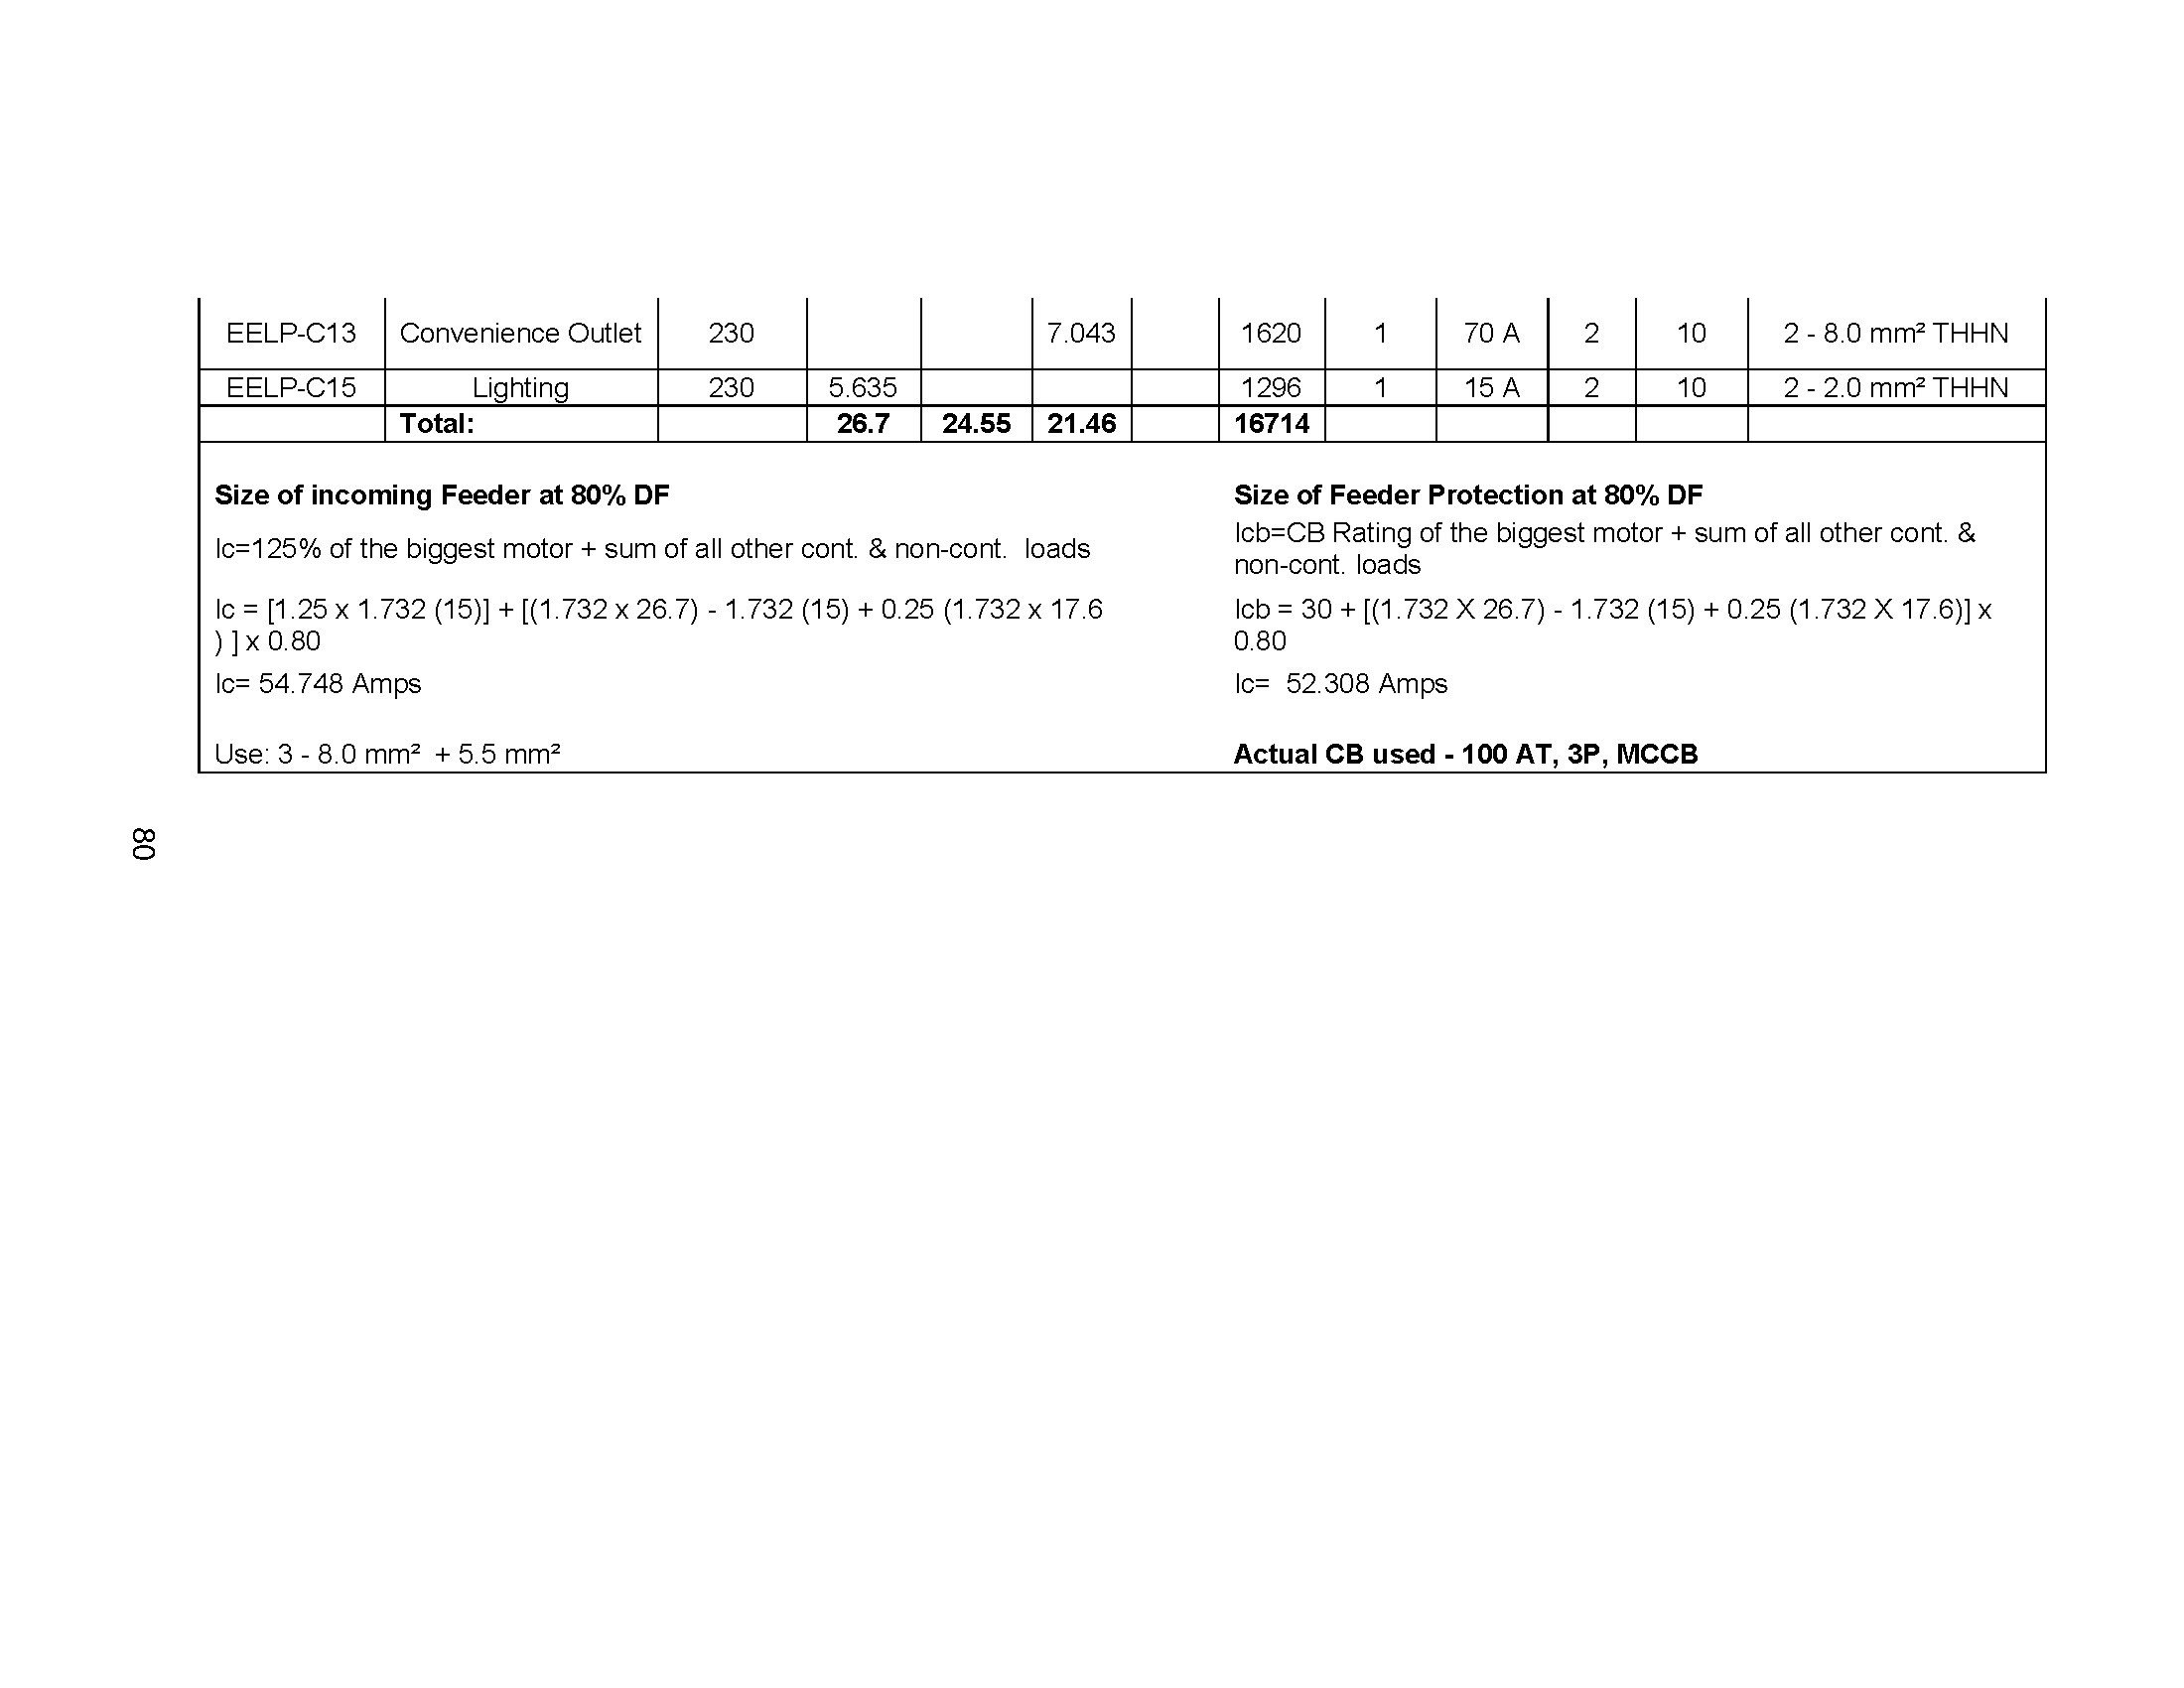 EELP-C13 Convenience Outlet 230 7.043 1620 1 70 A 2 10 2 - 8.0 mm² THHN
EELP-C15 Lighting 230 5.635 1296 1 15 A 2 10 2 - 2.0 mm² THHN
Total: 26.7 24.55 21.46 16714
Size of incoming Feeder at 80% DF
Ic=125% of the biggest motor + sum of all other cont. & non-cont. loads
Ic = [1.25 x 1.732 (15)] + [(1.732 x 26.7) - 1.732 (15) + 0.25 (1.732 x 17.6
) ] x 0.80
Ic= 54.748 Amps
Use: 3 - 8.0 mm² + 5.5 mm²
Size of Feeder Protection at 80% DF
Icb=CB Rating of the biggest motor + sum of all other cont. &
non-cont. loads
Icb = 30 + [(1.732 X 26.7) - 1.732 (15) + 0.25 (1.732 X 17.6)] x
0.80
Ic= 52.308 Amps
Actual CB used - 100 AT, 3P, MCCB
80